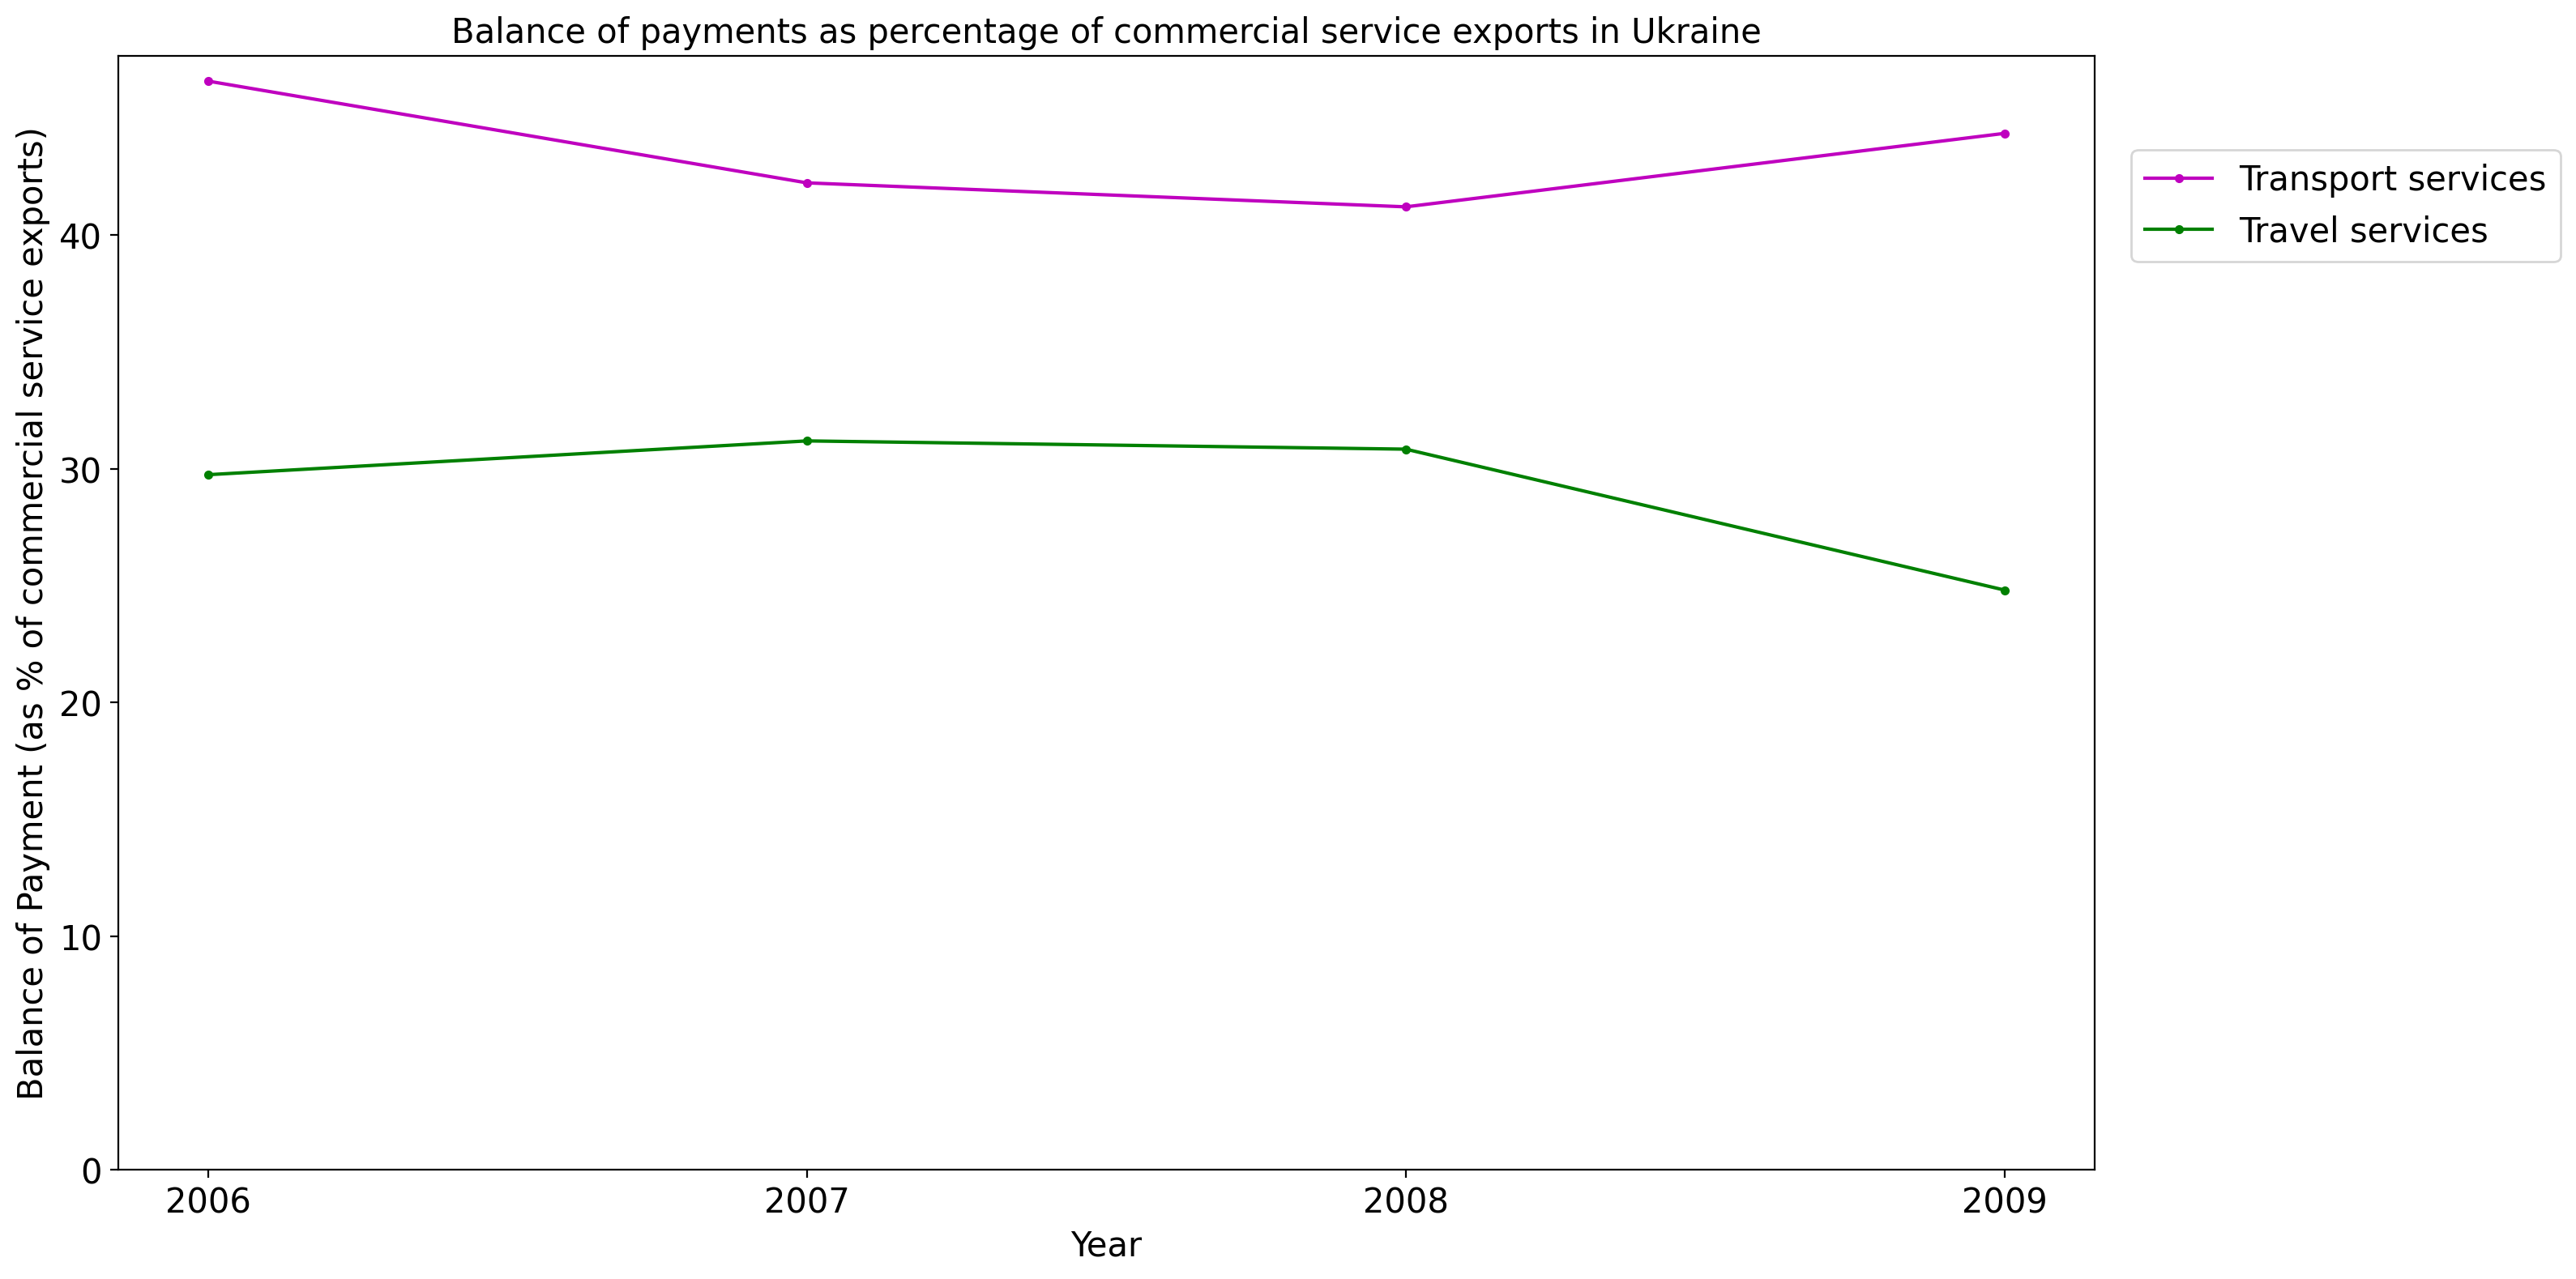 Balance of payments as percentage of commercial service exports in Ukraine
Balance of Payment (as % of commercial service exports)
40
30
20
10
0
2006
2007
2008
2009
Year
Transport services
Travel services